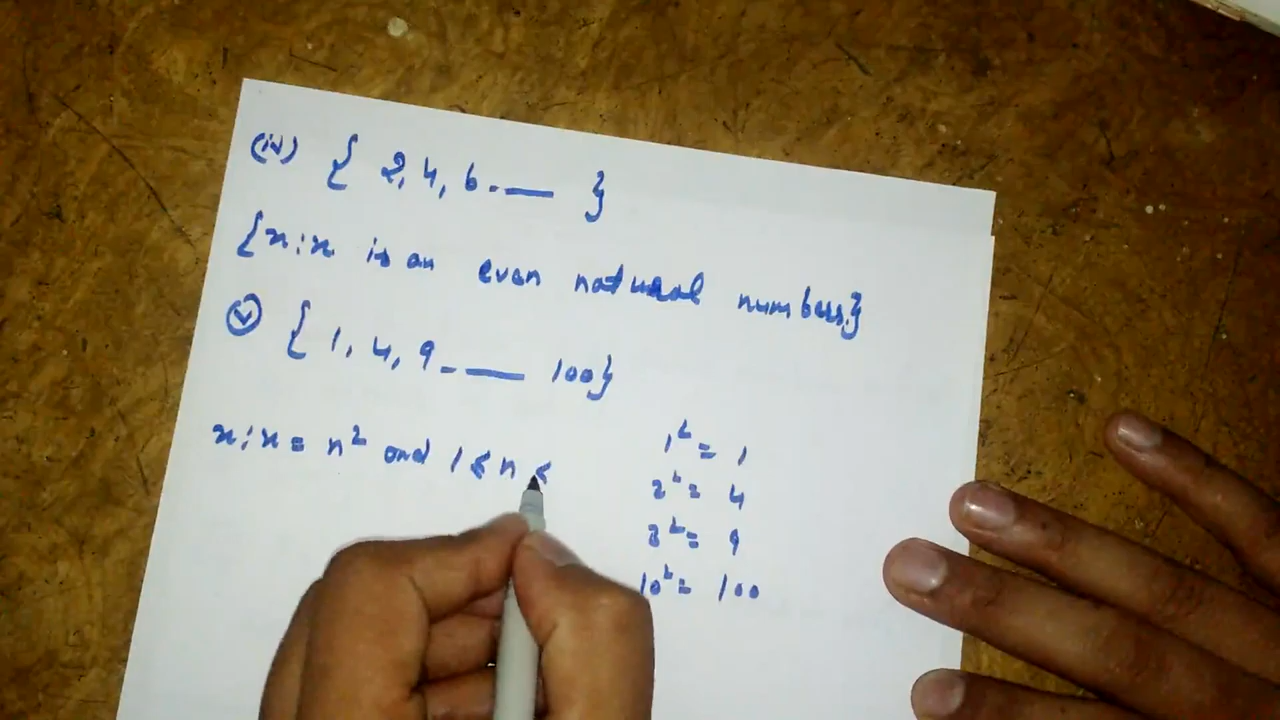 (iv) { 2, 4, 6 . — }
{x : x is an even natural numbers}
(v) { 1, 4, 9 . — 100}
x : x = n² and 1 ≤ n ≤
1² = 1
2² = 4
3² = 9
10² = 100